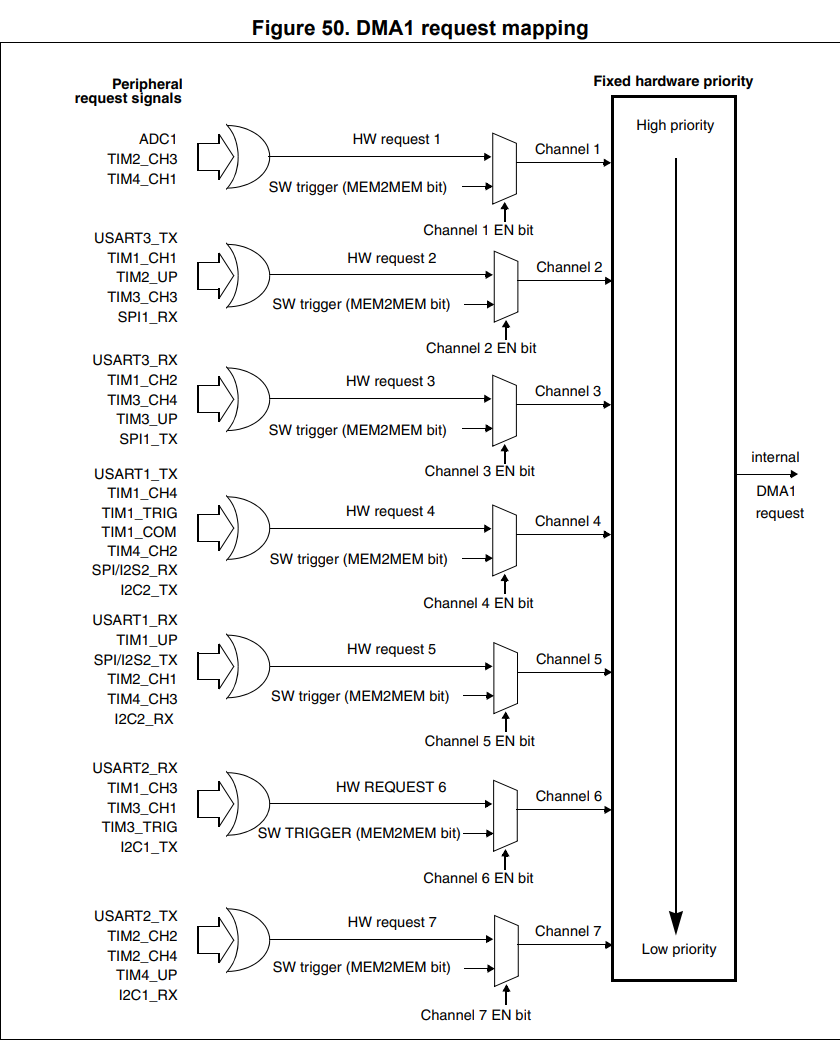 Figure 50. DMA1 request mapping
Peripheral
request signals
Fixed hardware priority
High priority
ADC1
TIM2_CH3
TIM4_CH1
HW request 1
SW trigger (MEM2MEM bit)
Channel 1
Channel 1 EN bit
USART3_TX
TIM1_CH1
TIM2_UP
TIM3_CH3
SPI1_RX
HW request 2
SW trigger (MEM2MEM bit)
Channel 2
Channel 2 EN bit
USART3_RX
TIM1_CH2
TIM3_CH4
TIM3_UP
SPI1_TX
HW request 3
SW trigger (MEM2MEM bit)
Channel 3
Channel 3 EN bit
internal
DMA1
request
USART1_TX
TIM1_CH4
TIM1_TRIG
TIM1_COM
TIM4_CH2
SPI/I2S2_RX
I2C2_TX
HW request 4
SW trigger (MEM2MEM bit)
Channel 4
Channel 4 EN bit
USART1_RX
TIM1_UP
SPI/I2S2_TX
TIM2_CH1
TIM4_CH3
I2C2_RX
HW request 5
SW trigger (MEM2MEM bit)
Channel 5
Channel 5 EN bit
USART2_RX
TIM1_CH3
TIM3_CH1
TIM3_TRIG
I2C1_TX
HW REQUEST 6
SW TRIGGER (MEM2MEM bit)
Channel 6
Channel 6 EN bit
USART2_TX
TIM2_CH2
TIM2_CH4
TIM4_UP
I2C1_RX
HW request 7
SW trigger (MEM2MEM bit)
Channel 7
Channel 7 EN bit
Low priority